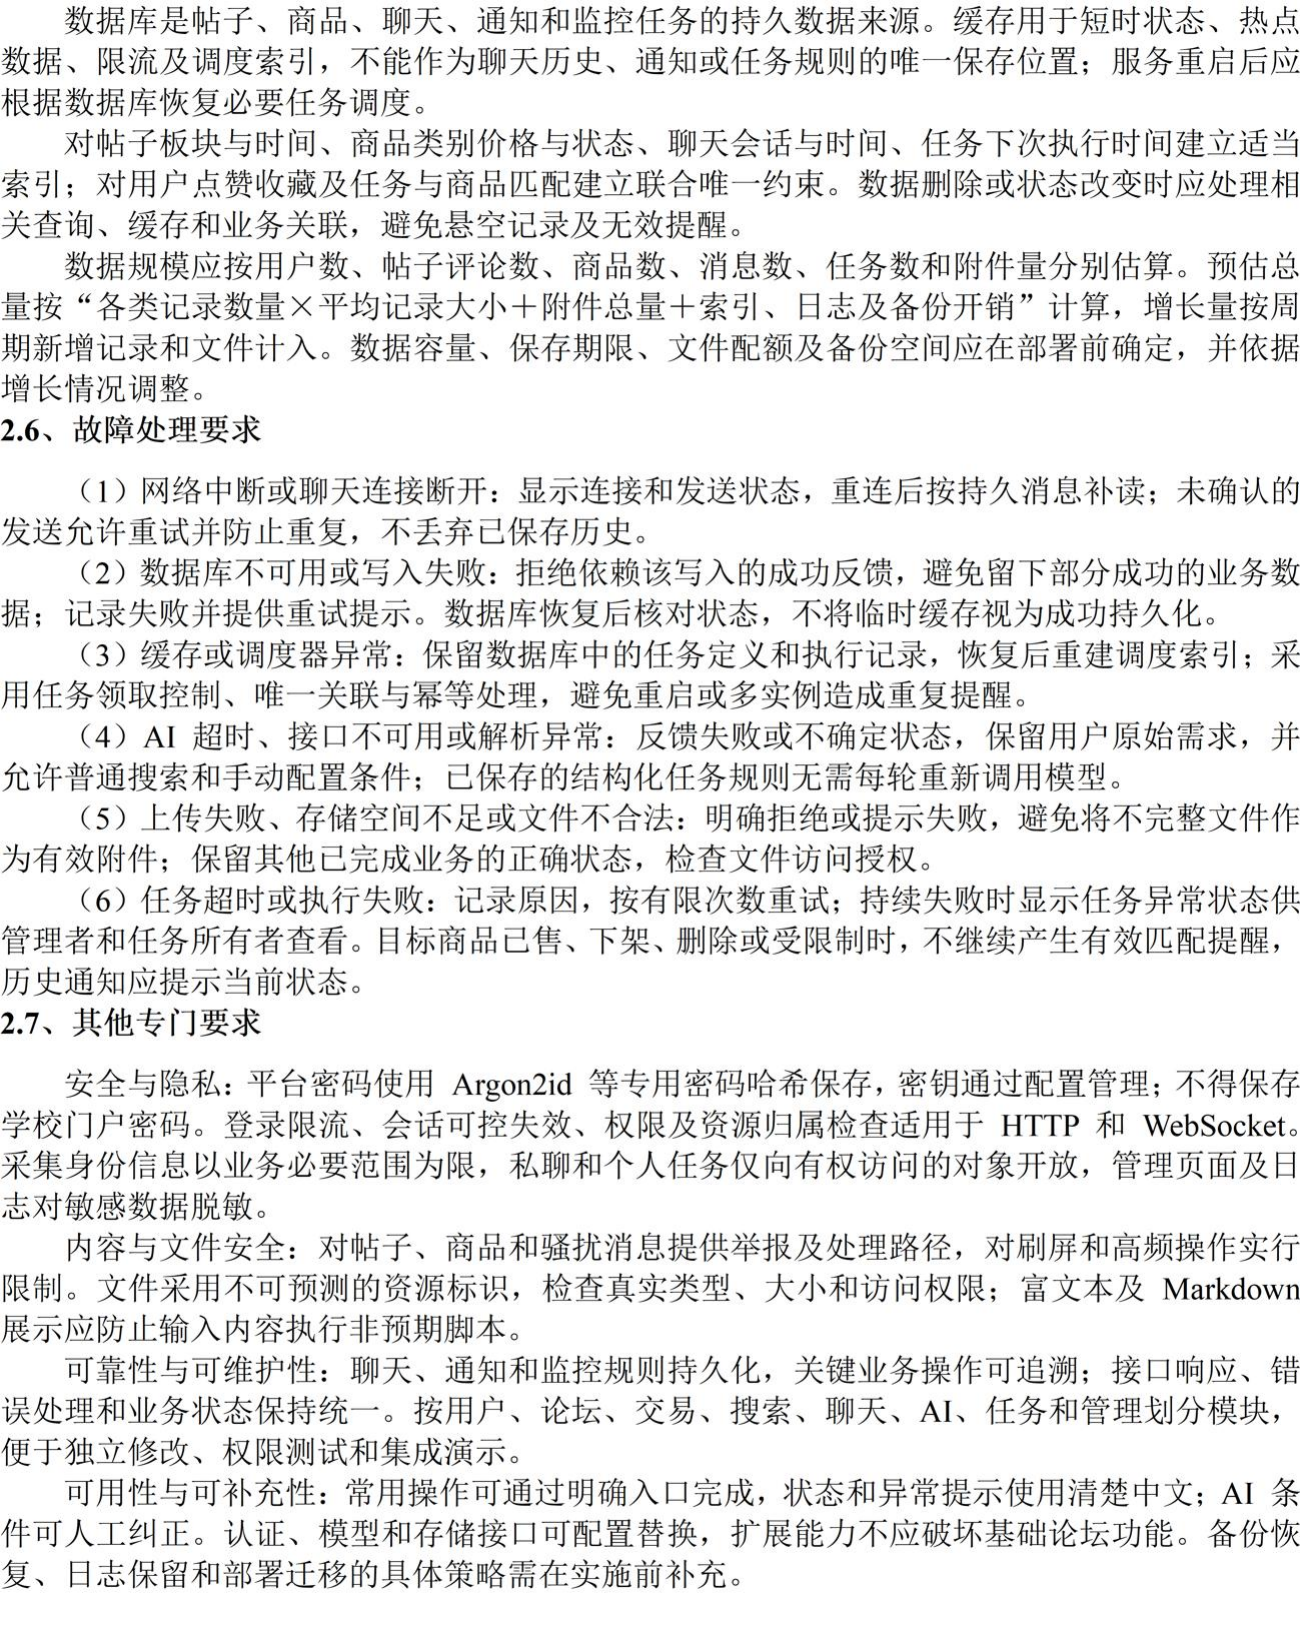 数据库是帖子、商品、聊天、通知和监控任务的持久数据来源。缓存用于短时状态、热点
数据、限流及调度索引，不能作为聊天历史、通知或任务规则的唯一保存位置；服务重启后应
根据数据库恢复必要任务调度。
对帖子板块与时间、商品类别价格与状态、聊天会话与时间、任务下次执行时间建立适当
索引；对用户点赞收藏及任务与商品匹配建立联合唯一约束。数据删除或状态改变时应处理相
关查询、缓存和业务关联，避免悬空记录及无效提醒。
数据规模应按用户数、帖子评论数、商品数、消息数、任务数和附件量分别估算。预估总
量按“各类记录数量×平均记录大小＋附件总量＋索引、日志及备份开销”计算，增长量按周
期新增记录和文件计入。数据容量、保存期限、文件配额及备份空间应在部署前确定，并依据
增长情况调整。
2.6、故障处理要求
（1）网络中断或聊天连接断开：显示连接和发送状态，重连后按持久消息补读；未确认的
发送允许重试并防止重复，不丢弃已保存历史。
（2）数据库不可用或写入失败：拒绝依赖该写入的成功反馈，避免留下部分成功的业务数
据；记录失败并提供重试提示。数据库恢复后核对状态，不将临时缓存视为成功持久化。
（3）缓存或调度器异常：保留数据库中的任务定义和执行记录，恢复后重建调度索引；采
用任务领取控制、唯一关联与幂等处理，避免重启或多实例造成重复提醒。
（4）AI 超时、接口不可用或解析异常：反馈失败或不确定状态，保留用户原始需求，并
允许普通搜索和手动配置条件；已保存的结构化任务规则无需每轮重新调用模型。
（5）上传失败、存储空间不足或文件不合法：明确拒绝或提示失败，避免将不完整文件作
为有效附件；保留其他已完成业务的正确状态，检查文件访问授权。
（6）任务超时或执行失败：记录原因，按有限次数重试；持续失败时显示任务异常状态供
管理者和任务所有者查看。目标商品已售、下架、删除或受限制时，不继续产生有效匹配提醒，
历史通知应提示当前状态。
2.7、其他专门要求
安全与隐私：平台密码使用 Argon2id 等专用密码哈希保存，密钥通过配置管理；不得保存
学校门户密码。登录限流、会话可控失效、权限及资源归属检查适用于 HTTP 和 WebSocket。
采集身份信息以业务必要范围为限，私聊和个人任务仅向有权访问的对象开放，管理页面及日
志对敏感数据脱敏。
内容与文件安全：对帖子、商品和骚扰消息提供举报及处理路径，对刷屏和高频操作实行
限制。文件采用不可预测的资源标识，检查真实类型、大小和访问权限；富文本及 Markdown
展示应防止输入内容执行非预期脚本。
可靠性与可维护性：聊天、通知和监控规则持久化，关键业务操作可追溯；接口响应、错
误处理和业务状态保持统一。按用户、论坛、交易、搜索、聊天、AI、任务和管理划分模块，
便于独立修改、权限测试和集成演示。
可用性与可补充性：常用操作可通过明确入口完成，状态和异常提示使用清楚中文；AI 条
件可人工纠正。认证、模型和存储接口可配置替换，扩展能力不应破坏基础论坛功能。备份恢
复、日志保留和部署迁移的具体策略需在实施前补充。